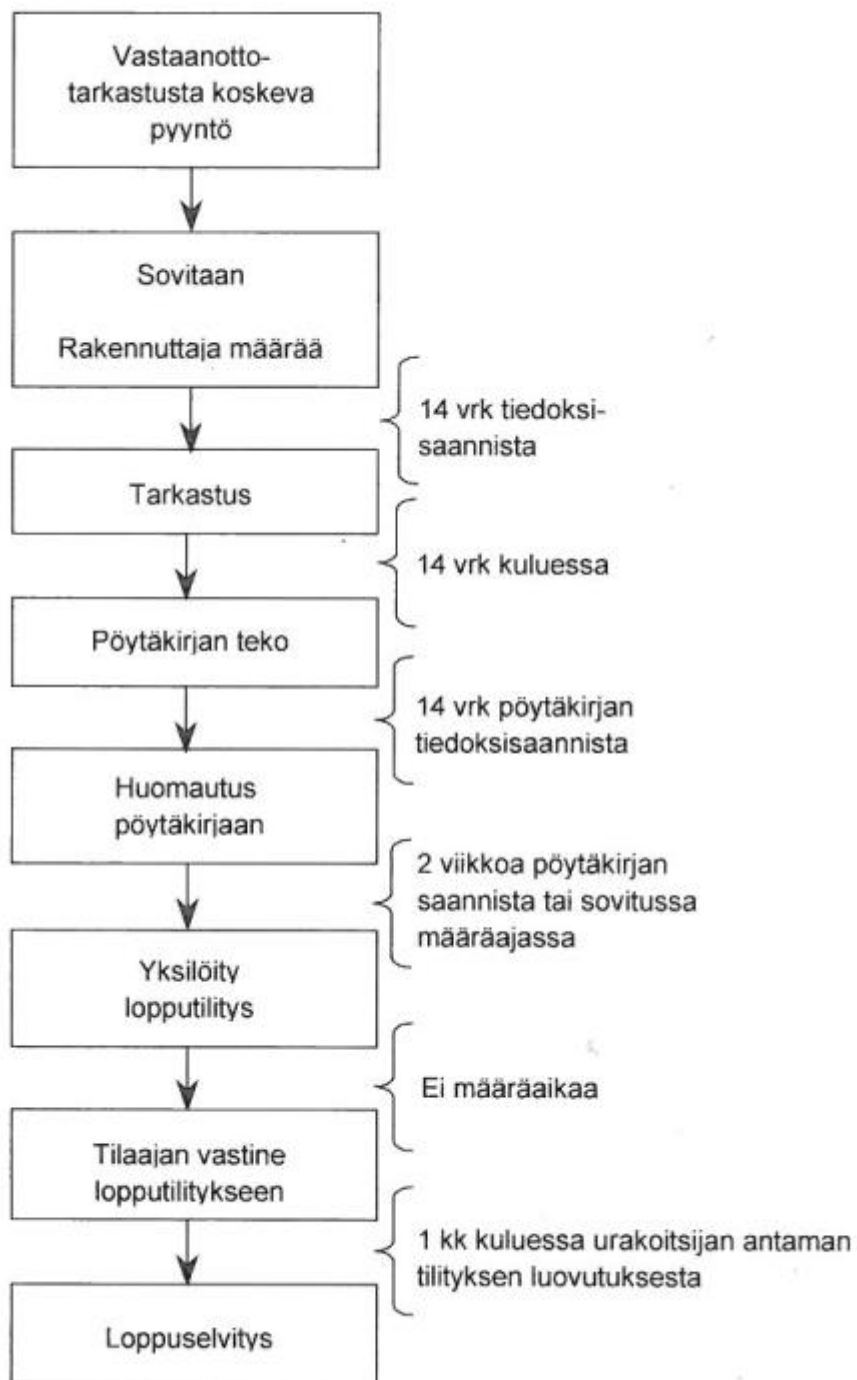 Vastaanotto-
tarkastusta koskeva
pyyntö
Sovitaan
Rakennuttaja määrää
14 vrk tiedoksi-
saannista
Tarkastus
14 vrk kuluessa
Pöytäkirjan teko
14 vrk pöytäkirjan
tiedoksisaannista
Huomautus
pöytäkirjaan
2 viikkoa pöytäkirjan
saannista tai sovitussa
määräajassa
Yksilöity
lopputilitys
Ei määräaikaa
Tilaajan vastine
lopputilitykseen
1 kk kuluessa urakoitsijan antaman
tilityksen luovutuksesta
Loppuselvitys